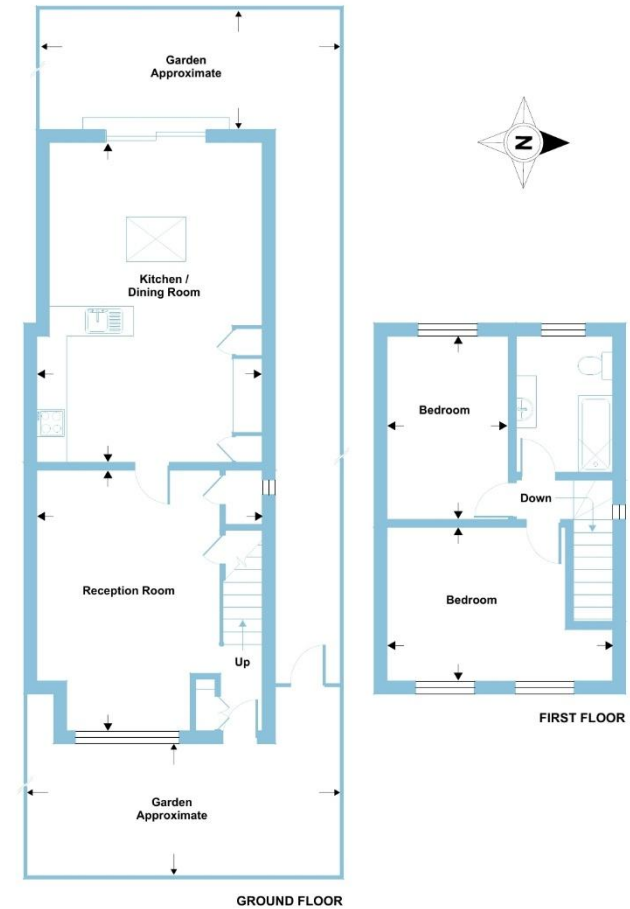 Garden
Approximate
N
Kitchen /
Dining Room
Reception Room
Up
Garden
Approximate
GROUND FLOOR
Bedroom
Down
Bedroom
FIRST FLOOR